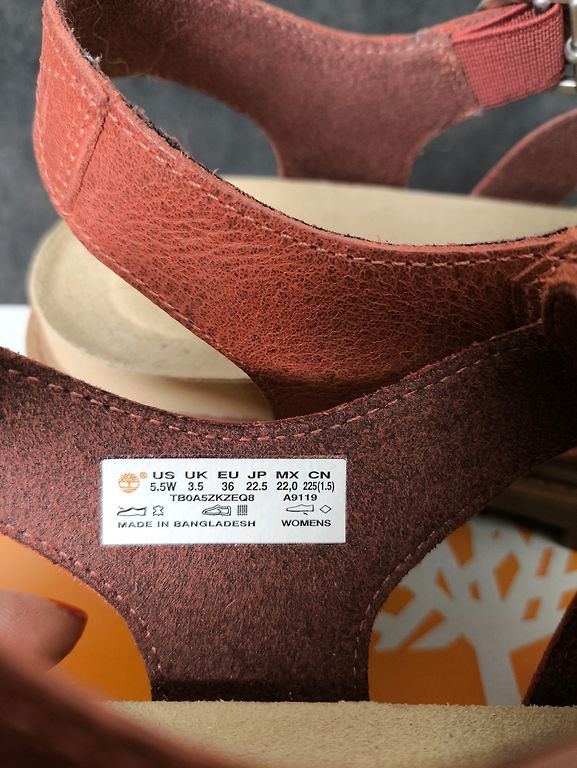 ® US UK EU JP MX CN
5.5W 3.5 36 22.5 22,0 225(1.5)
TB0A5ZKZEQ8 A9119
MADE IN BANGLADESH WOMENS